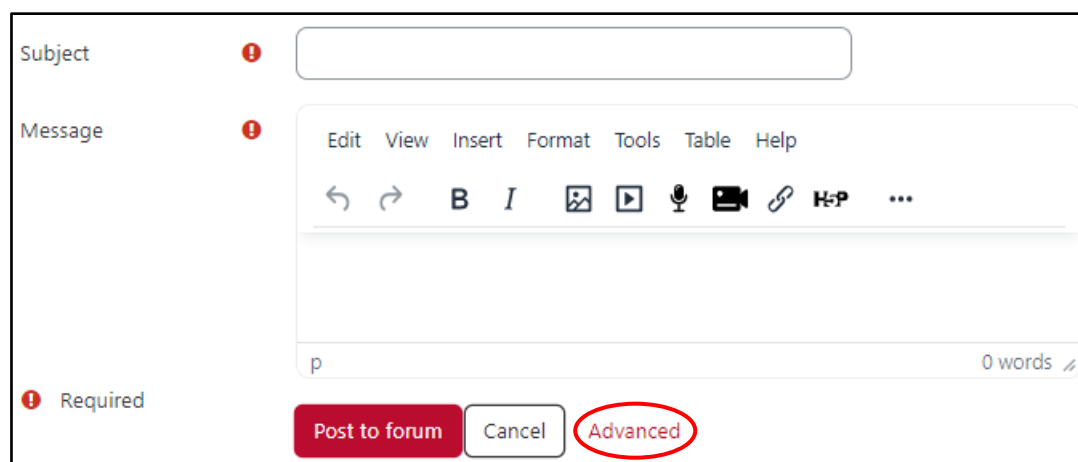 Subject
Message
Edit View Insert Format Tools Table Help
B I H5P
p 0 words
Required
Post to forum Cancel Advanced